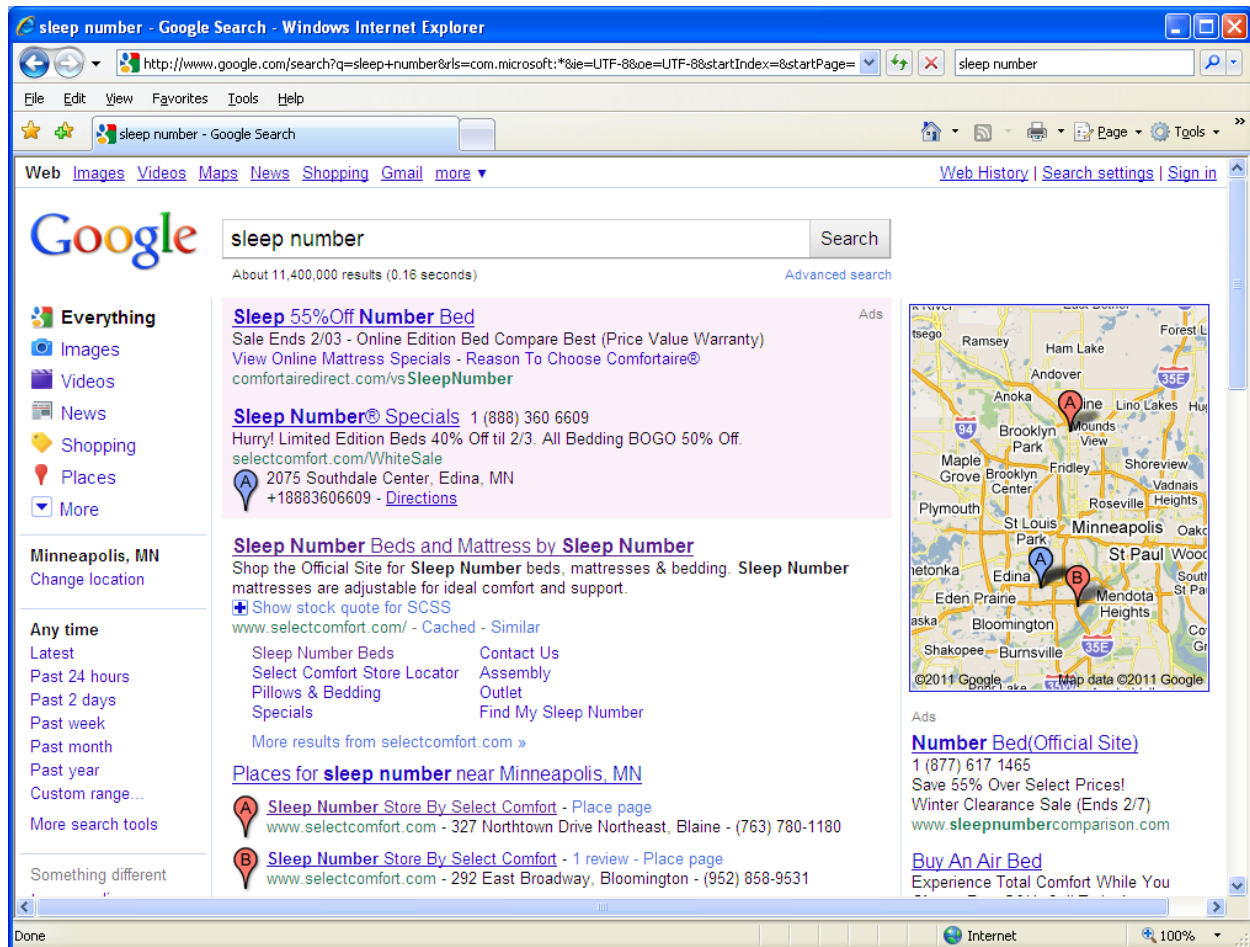 sleep number - Google Search - Windows Internet Explorer
http://www.google.com/search?q=sleep+number&rls=com.microsoft:*&ie=UTF-8&oe=UTF-8&startIndex=&startPage=
sleep number
File Edit View Favorites Tools Help
sleep number - Google Search
Page Tools »
Web Images Videos Maps News Shopping Gmail more ▼
Web History | Search settings | Sign in
Google
sleep number
Search
About 11,400,000 results (0.16 seconds)
Advanced search
Everything
Images
Videos
News
Shopping
Places
More
Minneapolis, MN
Change location
Any time
Latest
Past 24 hours
Past 2 days
Past week
Past month
Past year
Custom range...
More search tools
Something different
Sleep 55%Off Number Bed
Ads
Sale Ends 2/03 - Online Edition Bed Compare Best (Price Value Warranty)
View Online Mattress Specials - Reason To Choose Comfortaire®
comfortairedirect.com/vsSleepNumber
Sleep Number® Specials 1 (888) 360 6609
Hurry! Limited Edition Beds 40% Off til 2/3. All Bedding BOGO 50% Off.
selectcomfort.com/WhiteSale
A 2075 Southdale Center, Edina, MN
+18883606609 - Directions
Sleep Number Beds and Mattress by Sleep Number
Shop the Official Site for Sleep Number beds, mattresses & bedding. Sleep Number
mattresses are adjustable for ideal comfort and support.
Show stock quote for SCSS
www.selectcomfort.com/ - Cached - Similar
Sleep Number Beds Contact Us
Select Comfort Store Locator Assembly
Pillows & Bedding Outlet
Specials Find My Sleep Number
More results from selectcomfort.com »
Places for sleep number near Minneapolis, MN
A Sleep Number Store By Select Comfort - Place page
www.selectcomfort.com - 327 Northtown Drive Northeast, Blaine - (763) 780-1180
B Sleep Number Store By Select Comfort - 1 review - Place page
www.selectcomfort.com - 292 East Broadway, Bloomington - (952) 858-9531
Ramsey
Ham Lake
Forest L
Andover
35E
Anoka
A
Lino Lakes
94
Brooklyn
Park
Mounds
View
Maple
Grove
Brooklyn
Center
Fridley
Shoreview
Vadnais
Heights
Plymouth
Roseville
St Louis
Park
Minneapolis
A
St Paul
Edina
B
Eden Prairie
Mendota
Heights
Bloomington
Shakopee
Burnsville
35E
©2011 Google
Map data ©2011 Google
Ads
Number Bed(Official Site)
1 (877) 617 1465
Save 55% Over Select Prices!
Winter Clearance Sale (Ends 2/7)
www.sleepnumbercomparison.com
Buy An Air Bed
Experience Total Comfort While You
Done
Internet
100%